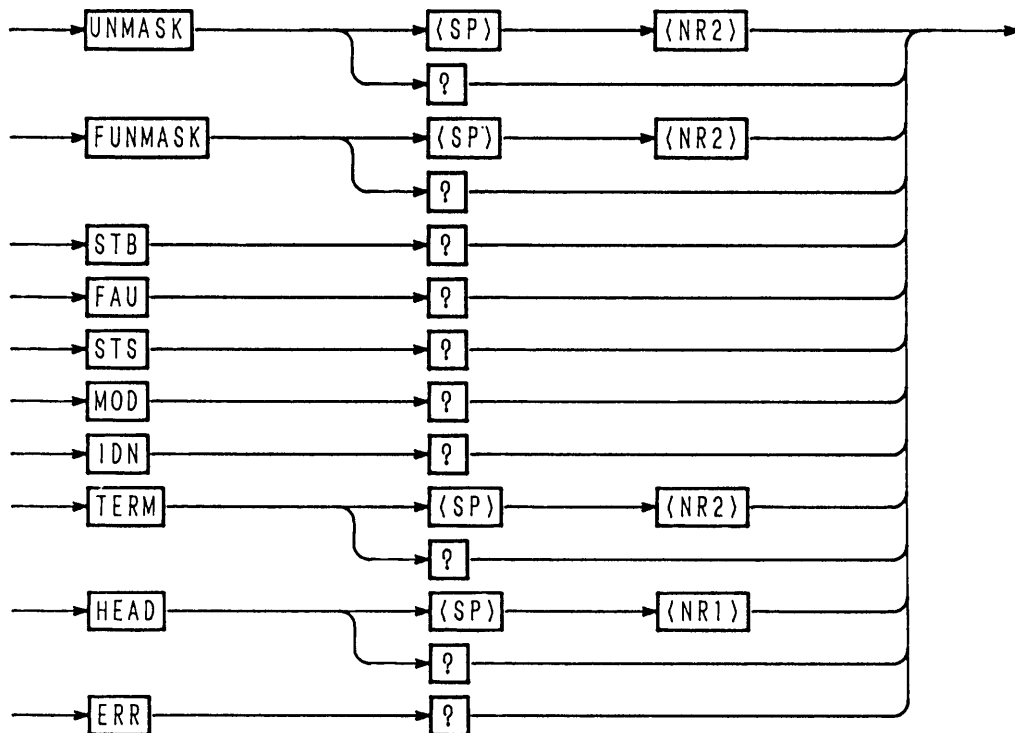 UNMASK ⟨SP⟩ ⟨NR2⟩
?
FUNMASK ⟨SP⟩ ⟨NR2⟩
?
STB ?
FAU ?
STS ?
MOD ?
IDN ?
TERM ⟨SP⟩ ⟨NR2⟩
?
HEAD ⟨SP⟩ ⟨NR1⟩
?
ERR ?